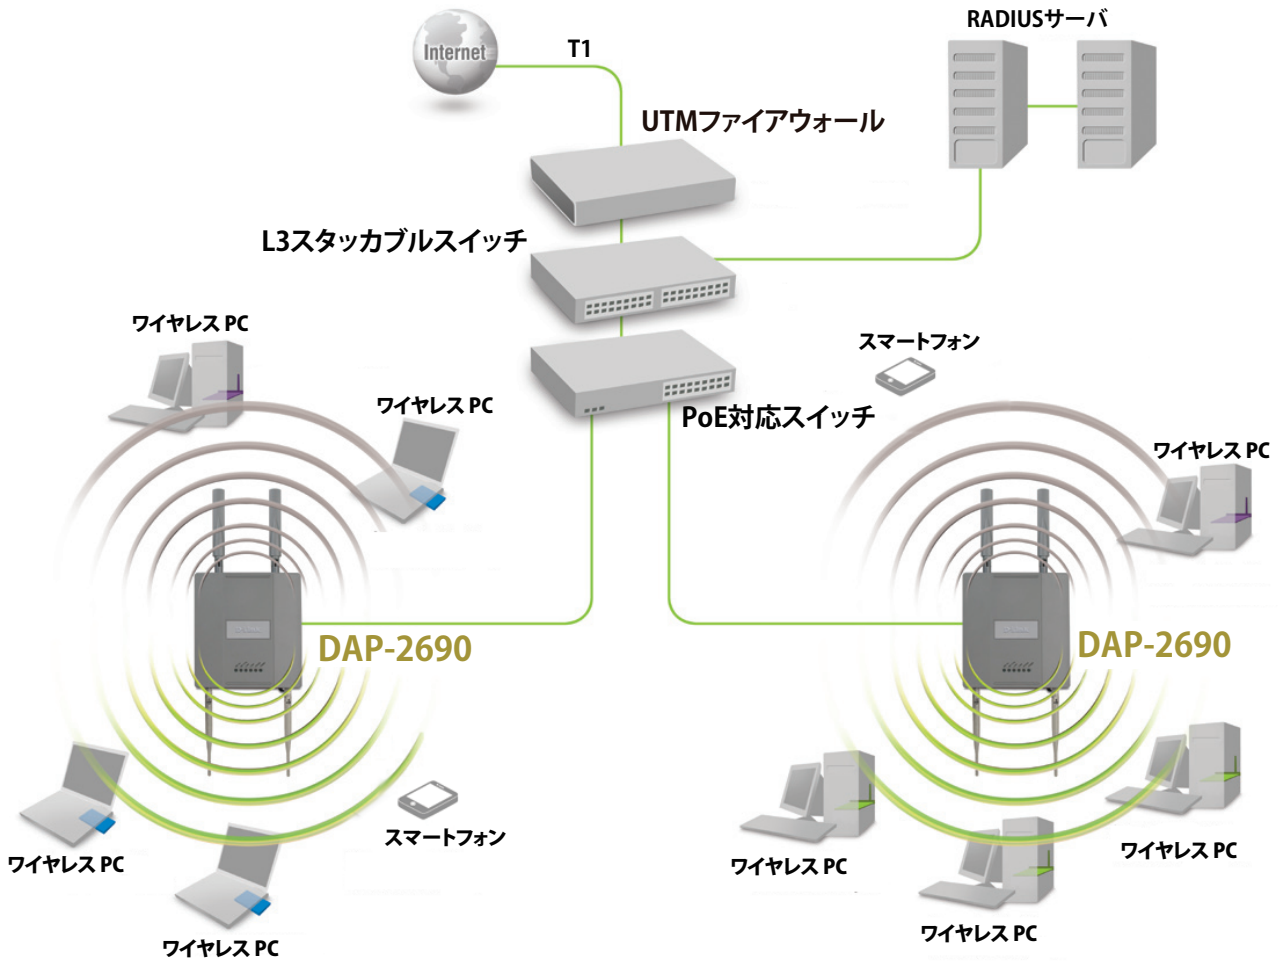 RADIUSサーバ
Internet
T1
UTMファイアウォール
L3スタッカブルスイッチ
ワイヤレス PC
スマートフォン
ワイヤレス PC
PoE対応スイッチ
ワイヤレス PC
DAP-2690
DAP-2690
スマートフォン
ワイヤレス PC
ワイヤレス PC
ワイヤレス PC
ワイヤレス PC
ワイヤレス PC